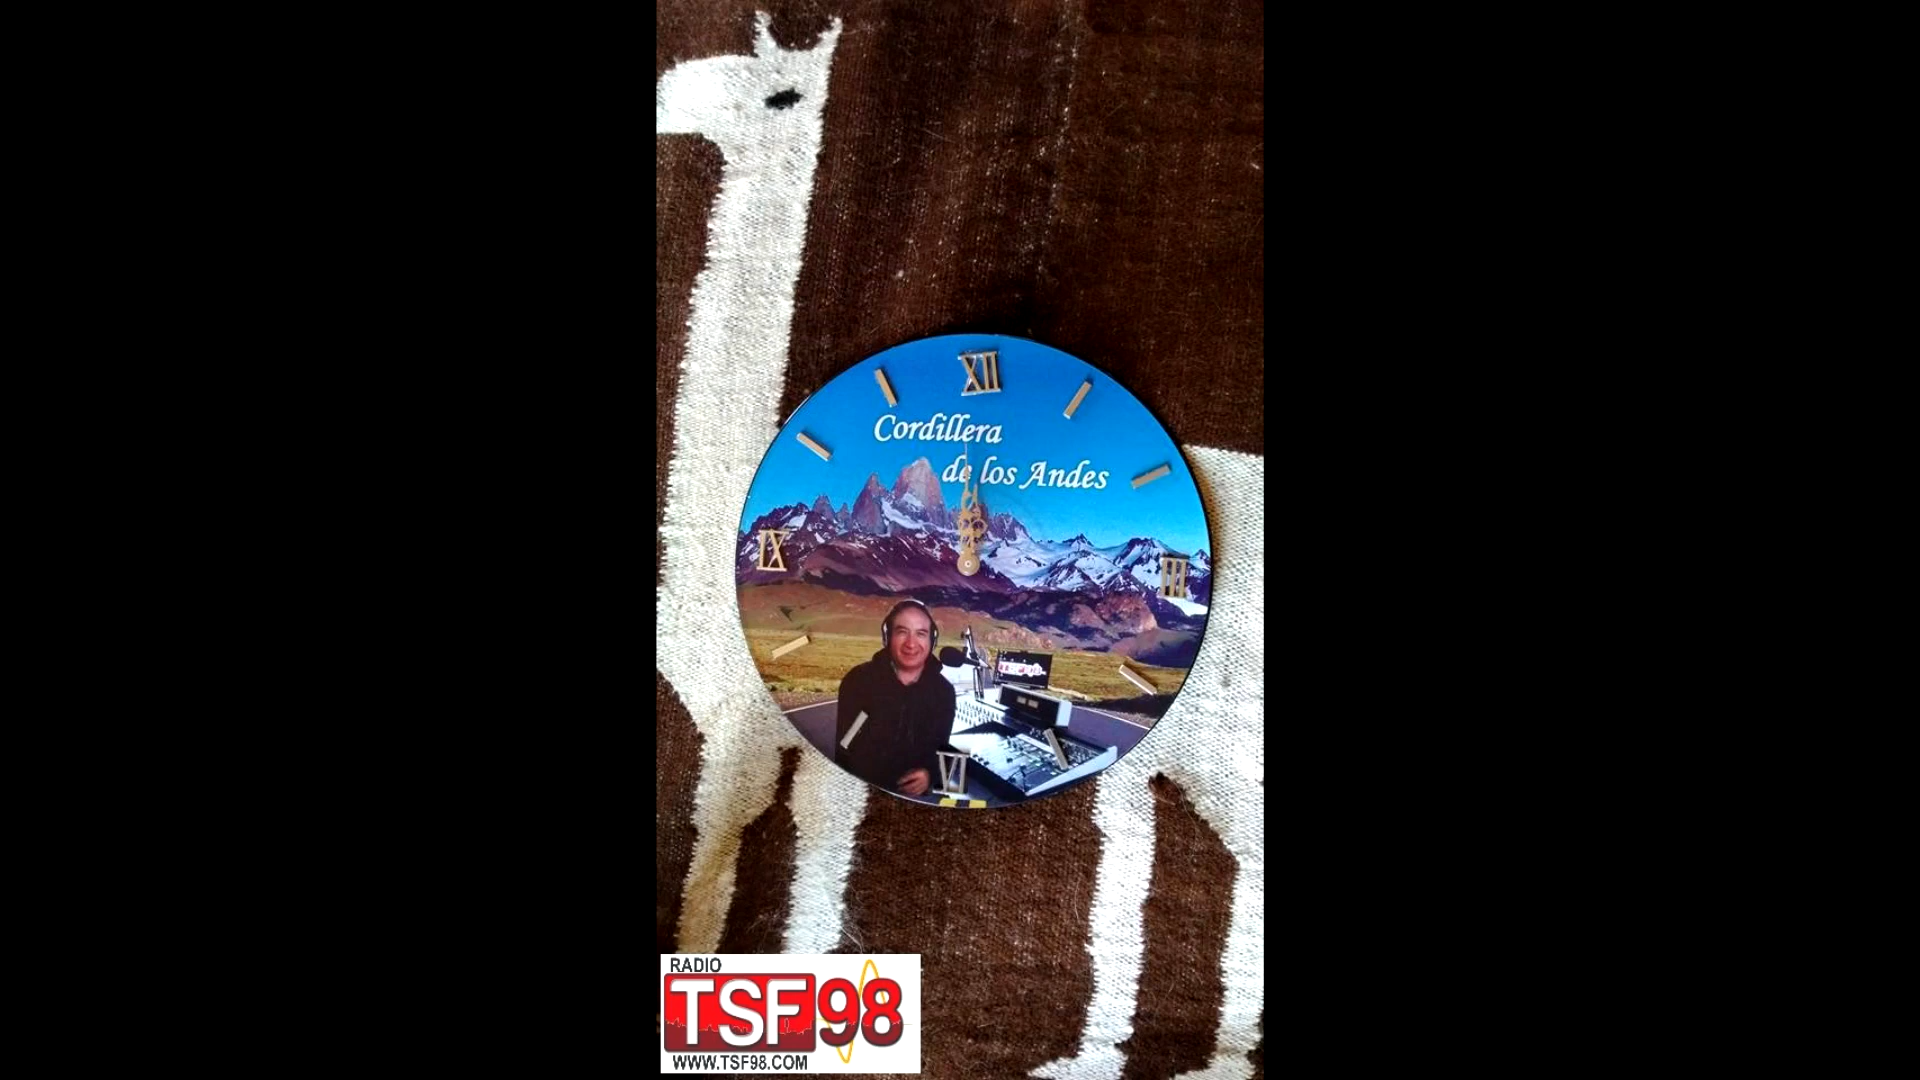 XII
Cordillera
de los Andes
IX
III
VI
RADIO
TSF98
WWW.TSF98.COM